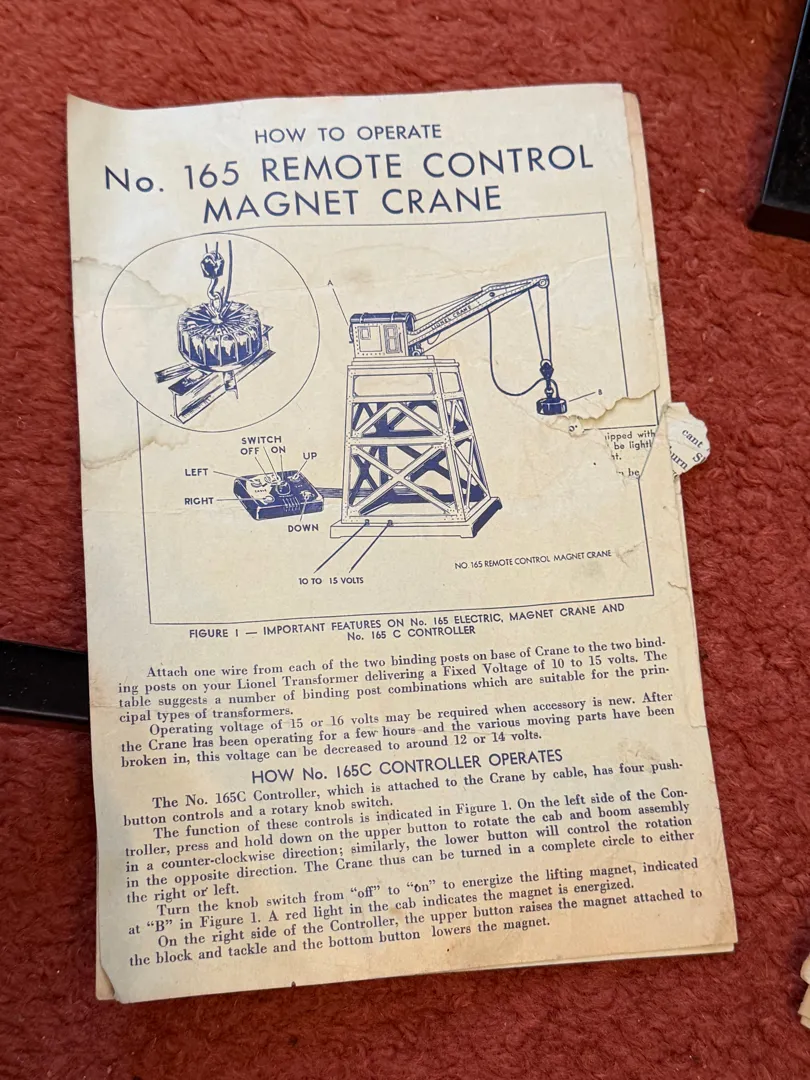 HOW TO OPERATE
No. 165 REMOTE CONTROL
MAGNET CRANE
A
LIONEL CRANE
B
SWITCH
OFF ON
UP
LEFT
RIGHT
DOWN
10 TO 15 VOLTS
NO 165 REMOTE CONTROL MAGNET CRANE
ipped with
be lightl
ht.
be
cant
urn
FIGURE 1 — IMPORTANT FEATURES ON No. 165 ELECTRIC, MAGNET CRANE AND
No. 165 C CONTROLLER
Attach one wire from each of the two binding posts on base of Crane to the two bind-
ing posts on your Lionel Transformer delivering a Fixed Voltage of 10 to 15 volts. The
table suggests a number of binding post combinations which are suitable for the prin-
cipal types of transformers.
Operating voltage of 15 or 16 volts may be required when accessory is new. After
the Crane has been operating for a few hours and the various moving parts have been
broken in, this voltage can be decreased to around 12 or 14 volts.
HOW No. 165C CONTROLLER OPERATES
The No. 165C Controller, which is attached to the Crane by cable, has four push-
button controls and a rotary knob switch.
The function of these controls is indicated in Figure 1. On the left side of the Con-
troller, press and hold down on the upper button to rotate the cab and boom assembly
in a counter-clockwise direction; similarly, the lower button will control the rotation
in the opposite direction. The Crane thus can be turned in a complete circle to either
the right or left.
Turn the knob switch from “off” to “on” to energize the lifting magnet, indicated
at “B” in Figure 1. A red light in the cab indicates the magnet is energized.
On the right side of the Controller, the upper button raises the magnet attached to
the block and tackle and the bottom button lowers the magnet.